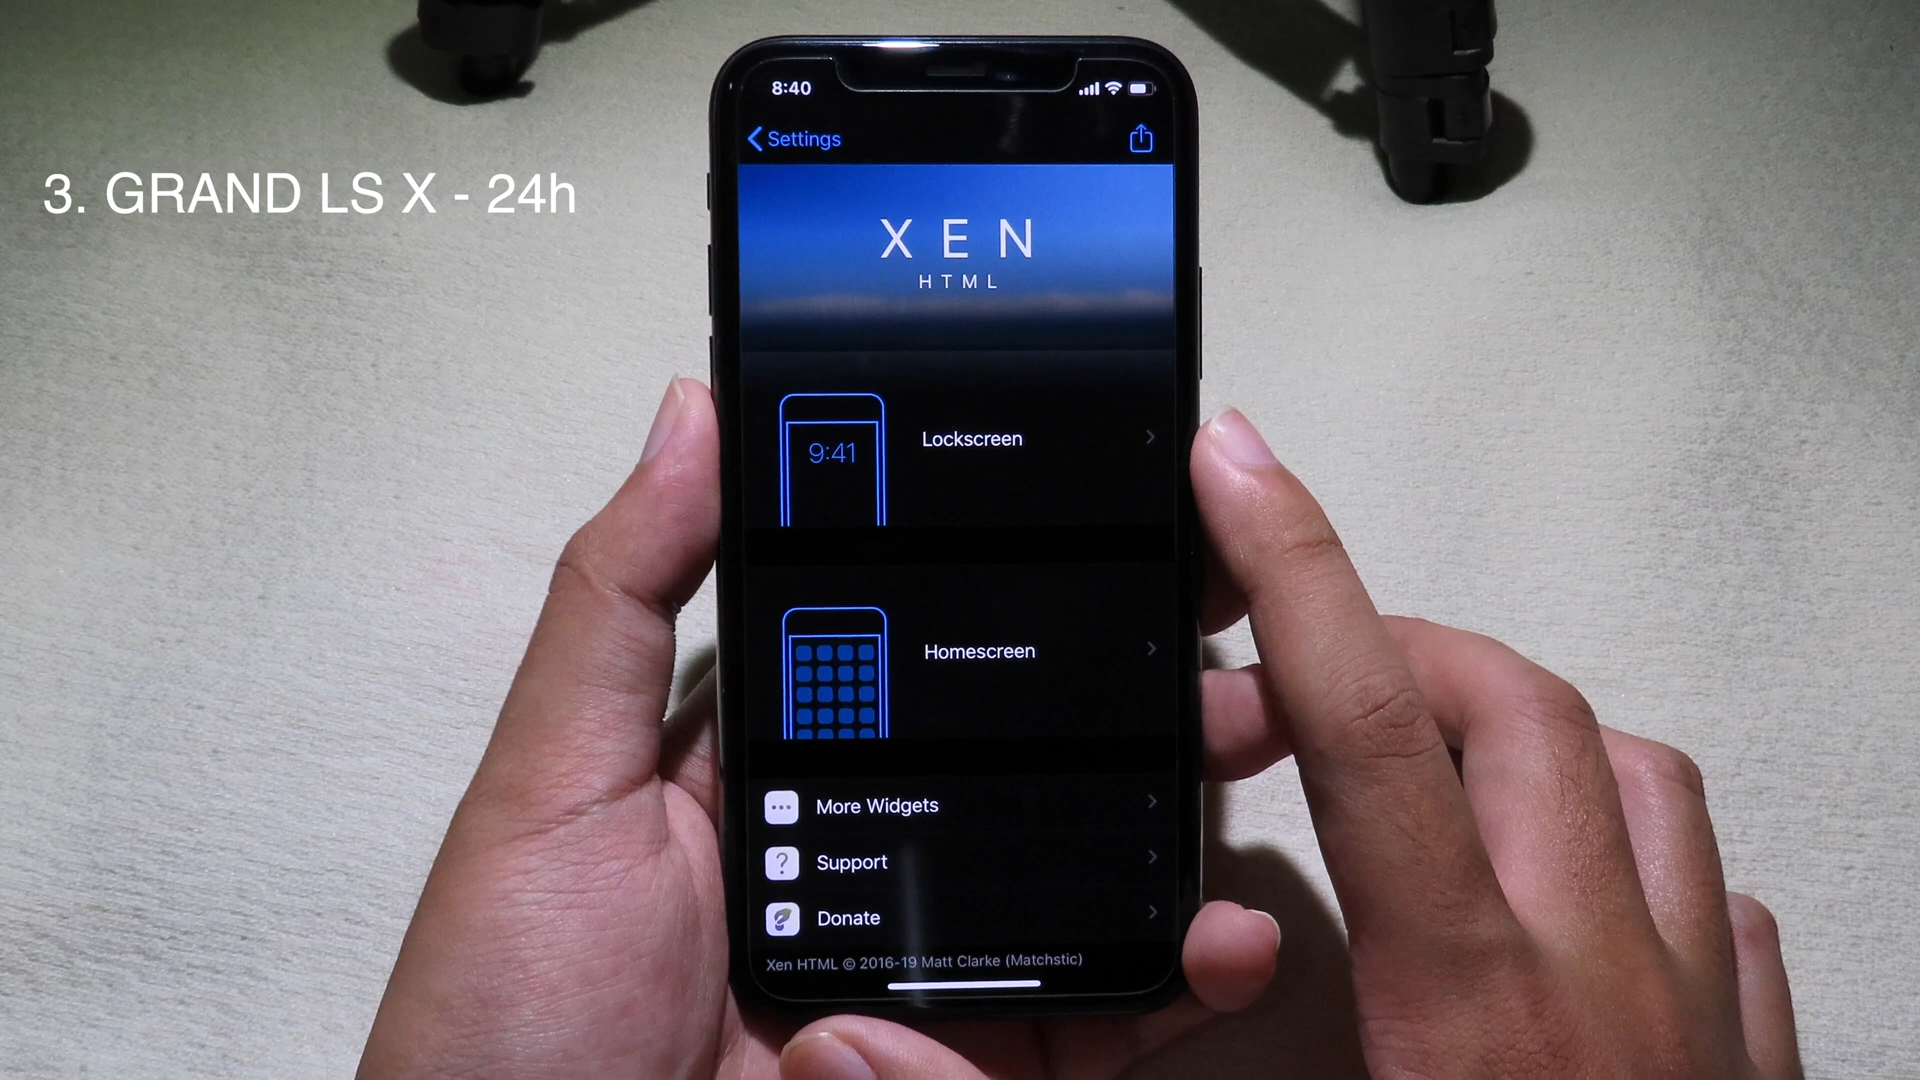 3. GRAND LS X - 24h
8:40
Settings
XEN
HTML
9:41
Lockscreen
Homescreen
More Widgets
Support
Donate
Xen HTML © 2016-19 Matt Clarke (Matchstic)